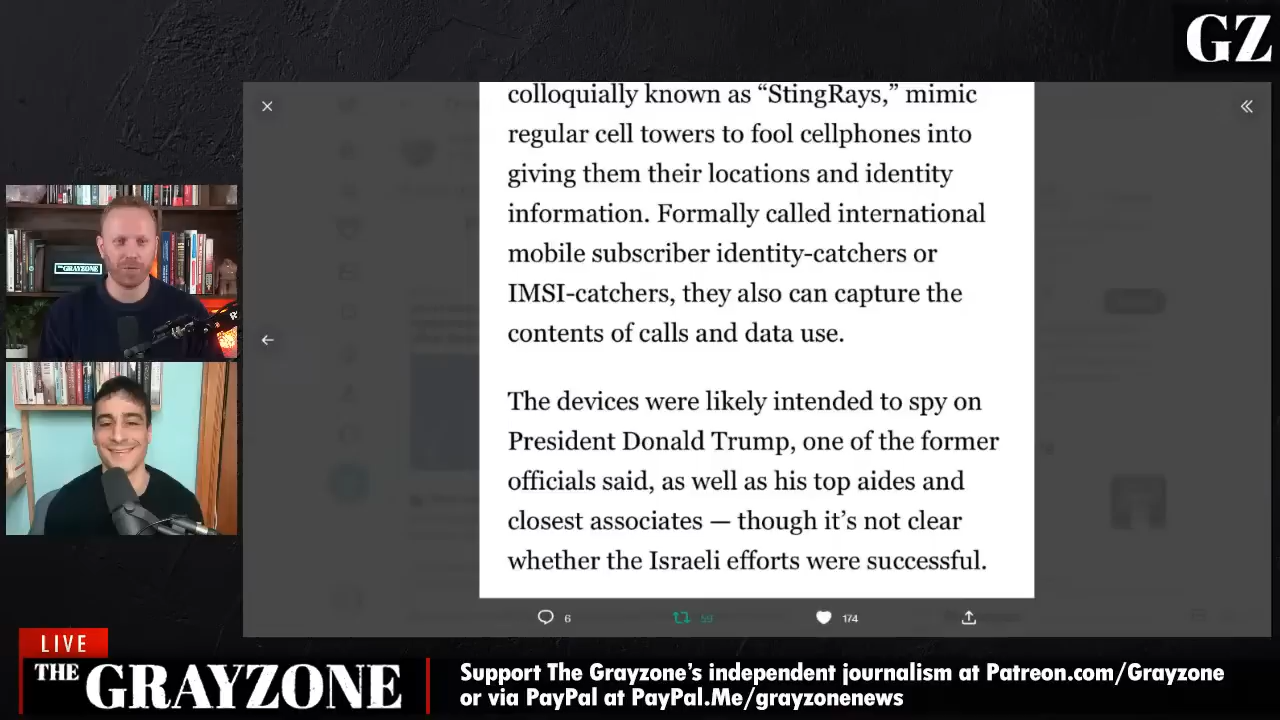 GZ
colloquially known as “StingRays,” mimic
regular cell towers to fool cellphones into
giving them their locations and identity
information. Formally called international
mobile subscriber identity-catchers or
IMSI-catchers, they also can capture the
contents of calls and data use.
The devices were likely intended to spy on
President Donald Trump, one of the former
officials said, as well as his top aides and
closest associates — though it’s not clear
whether the Israeli efforts were successful.
6 59 174
THE GRAYZONE
LIVE
THE GRAYZONE
Support The Grayzone’s independent journalism at Patreon.com/Grayzone
or via PayPal at PayPal.Me/grayzonenews